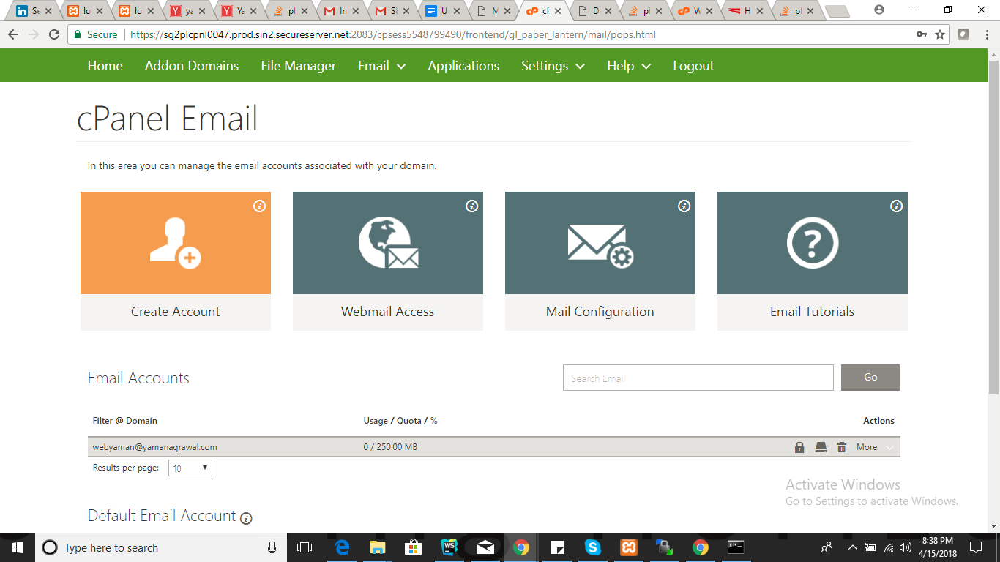 Se
lo
lo
ya
Ya
pl
In
SI
U
M
cF
D
pl
W
H
pl
Secure
https://sg2plcpnl0047.prod.sin2.secureserver.net:2083/cpsess5548799490/frontend/gl_paper_lantern/mail/pops.html
Home Addon Domains File Manager Email Applications Settings Help Logout
cPanel Email
In this area you can manage the email accounts associated with your domain.
Create Account Webmail Access Mail Configuration Email Tutorials
Email Accounts Search Email Go
Filter @ Domain Usage / Quota / % Actions
webyaman@yamanagrawal.com 0 / 250.00 MB More
Results per page: 10
Activate Windows
Go to Settings to activate Windows.
Default Email Account
Type here to search
8:38 PM
4/15/2018